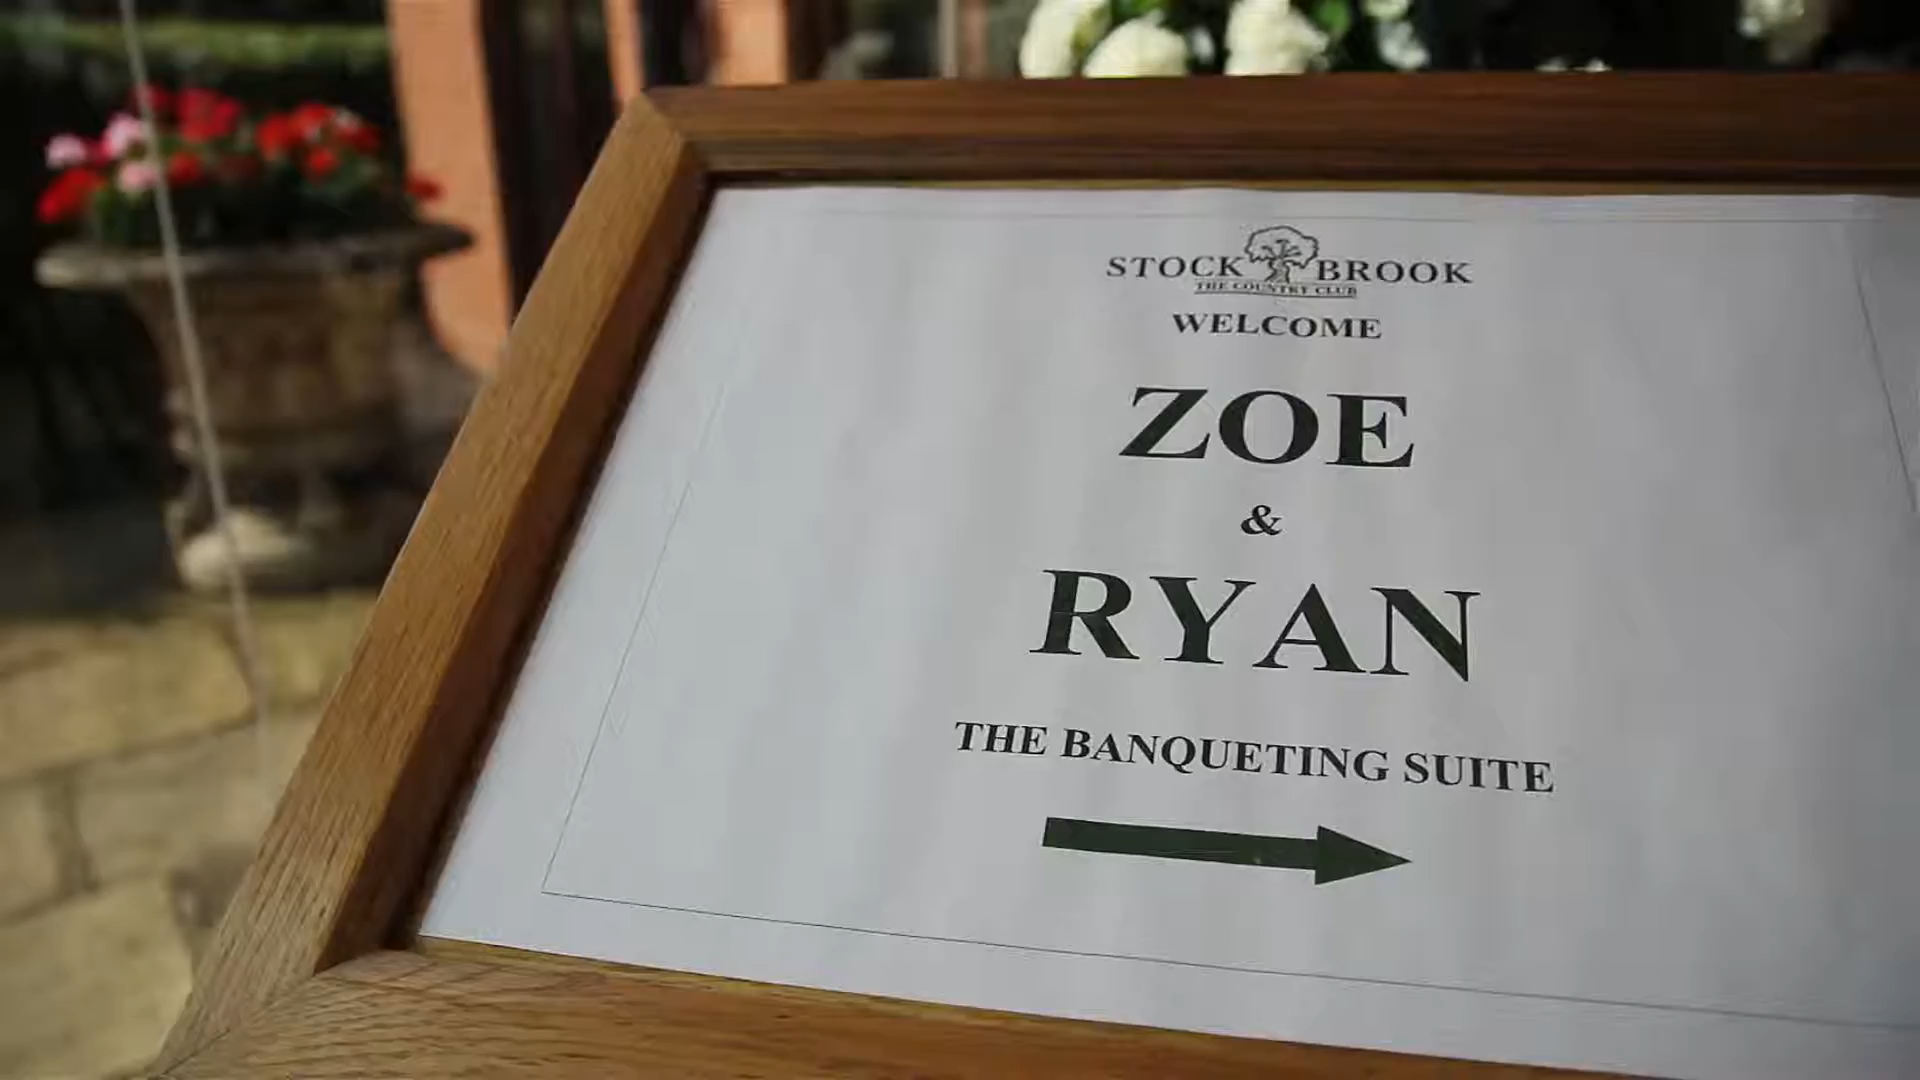 STOCK BROOK
THE COUNTRY CLUB
WELCOME
ZOE
&
RYAN
THE BANQUETING SUITE